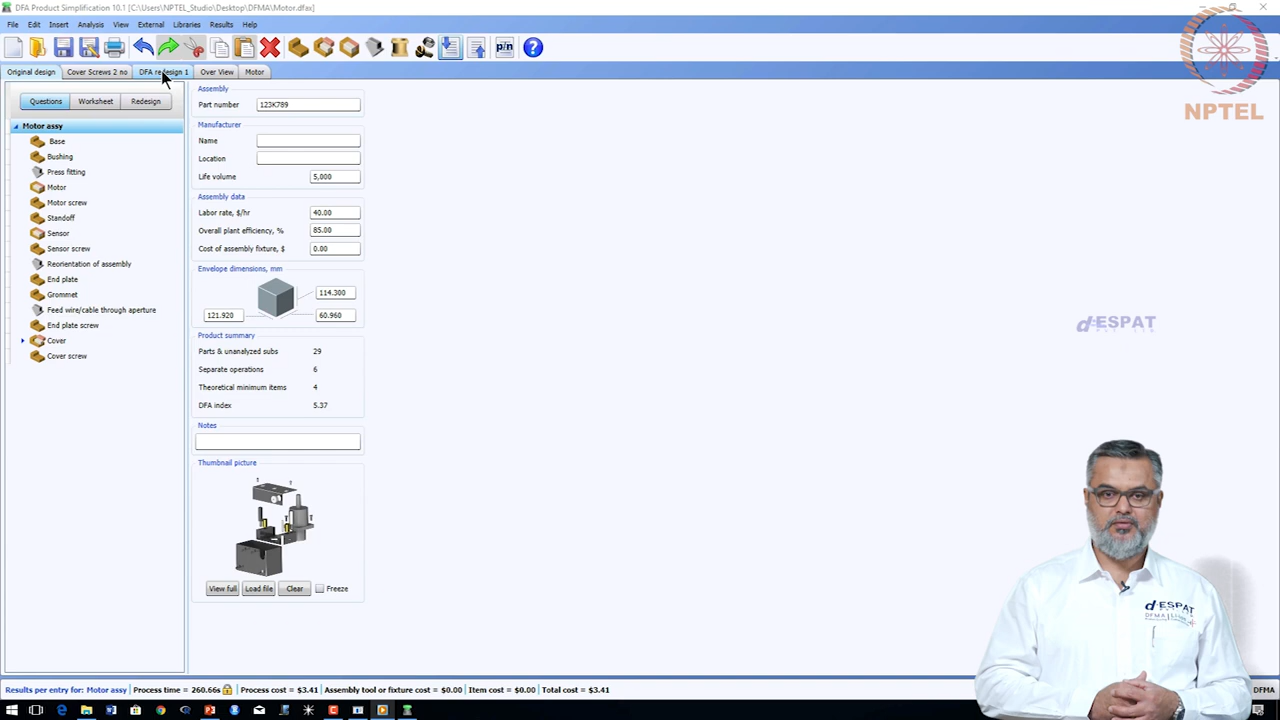 DFA Product Simplification 10.1 [C:\Users\NPTEL_Studio\Desktop\DFMA\Motor.dfax]
File Edit Insert Analysis View External Libraries Results Help
Original design Cover Screws 2 no DFA redesign 1 Over View Motor
Questions Worksheet Redesign
Motor assy
Base
Bushing
Press fitting
Motor
Motor screw
Standoff
Sensor
Sensor screw
Reorientation of assembly
End plate
Grommet
Feed wire/cable through aperture
End plate screw
Cover
Cover screw
Assembly
Part number 123K789
Manufacturer
Name
Location
Life volume 5,000
Assembly data
Labor rate, $/hr 40.00
Overall plant efficiency, % 85.00
Cost of assembly fixture, $ 0.00
Envelope dimensions, mm
114.300
121.920 60.960
Product summary
Parts & unanalyzed subs 29
Separate operations 6
Theoretical minimum items 4
DFA index 5.37
Notes
Thumbnail picture
View full Load file Clear Freeze
NPTEL
d-ESPAT
d-ESPAT
DFMA
Results per entry for: Motor assy Process time = 260.66s Process cost = $3.41 Assembly tool or fixture cost = $0.00 Item cost = $0.00 Total cost = $3.41 DFMA